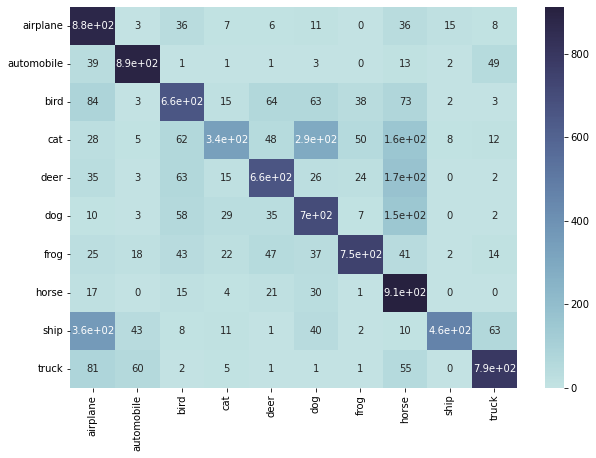 airplane 8.8e+02 3 36 7 6 11 0 36 15 8
automobile 39 8.9e+02 1 1 1 3 0 13 2 49
bird 84 3 6.6e+02 15 64 63 38 73 2 3
cat 28 5 62 3.4e+02 48 2.9e+02 50 1.6e+02 8 12
deer 35 3 63 15 6.6e+02 26 24 1.7e+02 0 2
dog 10 3 58 29 35 7e+02 7 1.5e+02 0 2
frog 25 18 43 22 47 37 7.5e+02 41 2 14
horse 17 0 15 4 21 30 1 9.1e+02 0 0
ship 3.6e+02 43 8 11 1 40 2 10 4.6e+02 63
truck 81 60 2 5 1 1 1 55 0 7.9e+02
airplane automobile bird cat deer dog frog horse ship truck
800
600
400
200
0